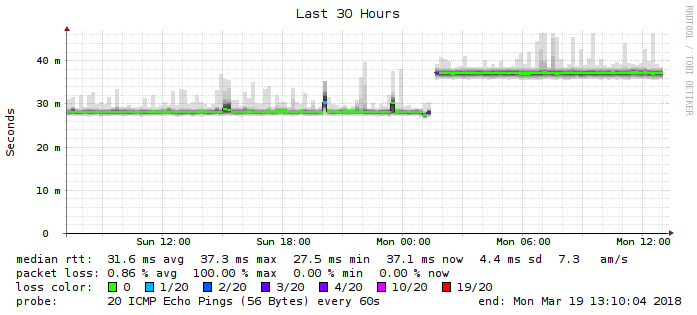 Last 30 Hours
RRDTOOL / TOBI OETIKER
Seconds
40 m
30 m
20 m
10 m
0
Sun 12:00 Sun 18:00 Mon 00:00 Mon 06:00 Mon 12:00
median rtt: 31.6 ms avg 37.3 ms max 27.5 ms min 37.1 ms now 4.4 ms sd 7.3 am/s
packet loss: 0.86 % avg 100.00 % max 0.00 % min 0.00 % now
loss color: 0 1/20 2/20 3/20 4/20 10/20 19/20
probe: 20 ICMP Echo Pings (56 Bytes) every 60s end: Mon Mar 19 13:10:04 2018